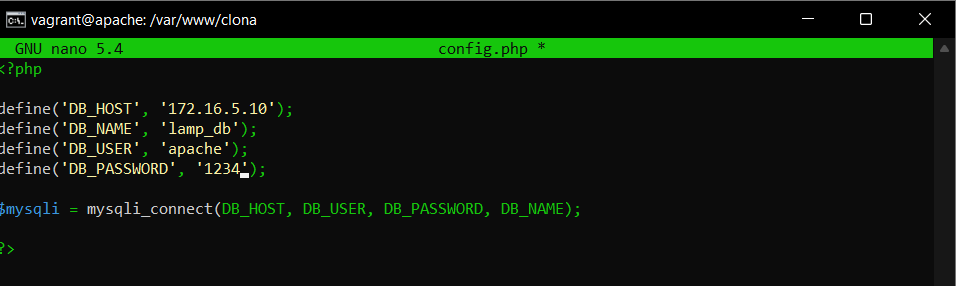 vagrant@apache: /var/www/clona
GNU nano 5.4 config.php *
<?php
define('DB_HOST', '172.16.5.10');
define('DB_NAME', 'lamp_db');
define('DB_USER', 'apache');
define('DB_PASSWORD', '1234');
$mysqli = mysqli_connect(DB_HOST, DB_USER, DB_PASSWORD, DB_NAME);
?>